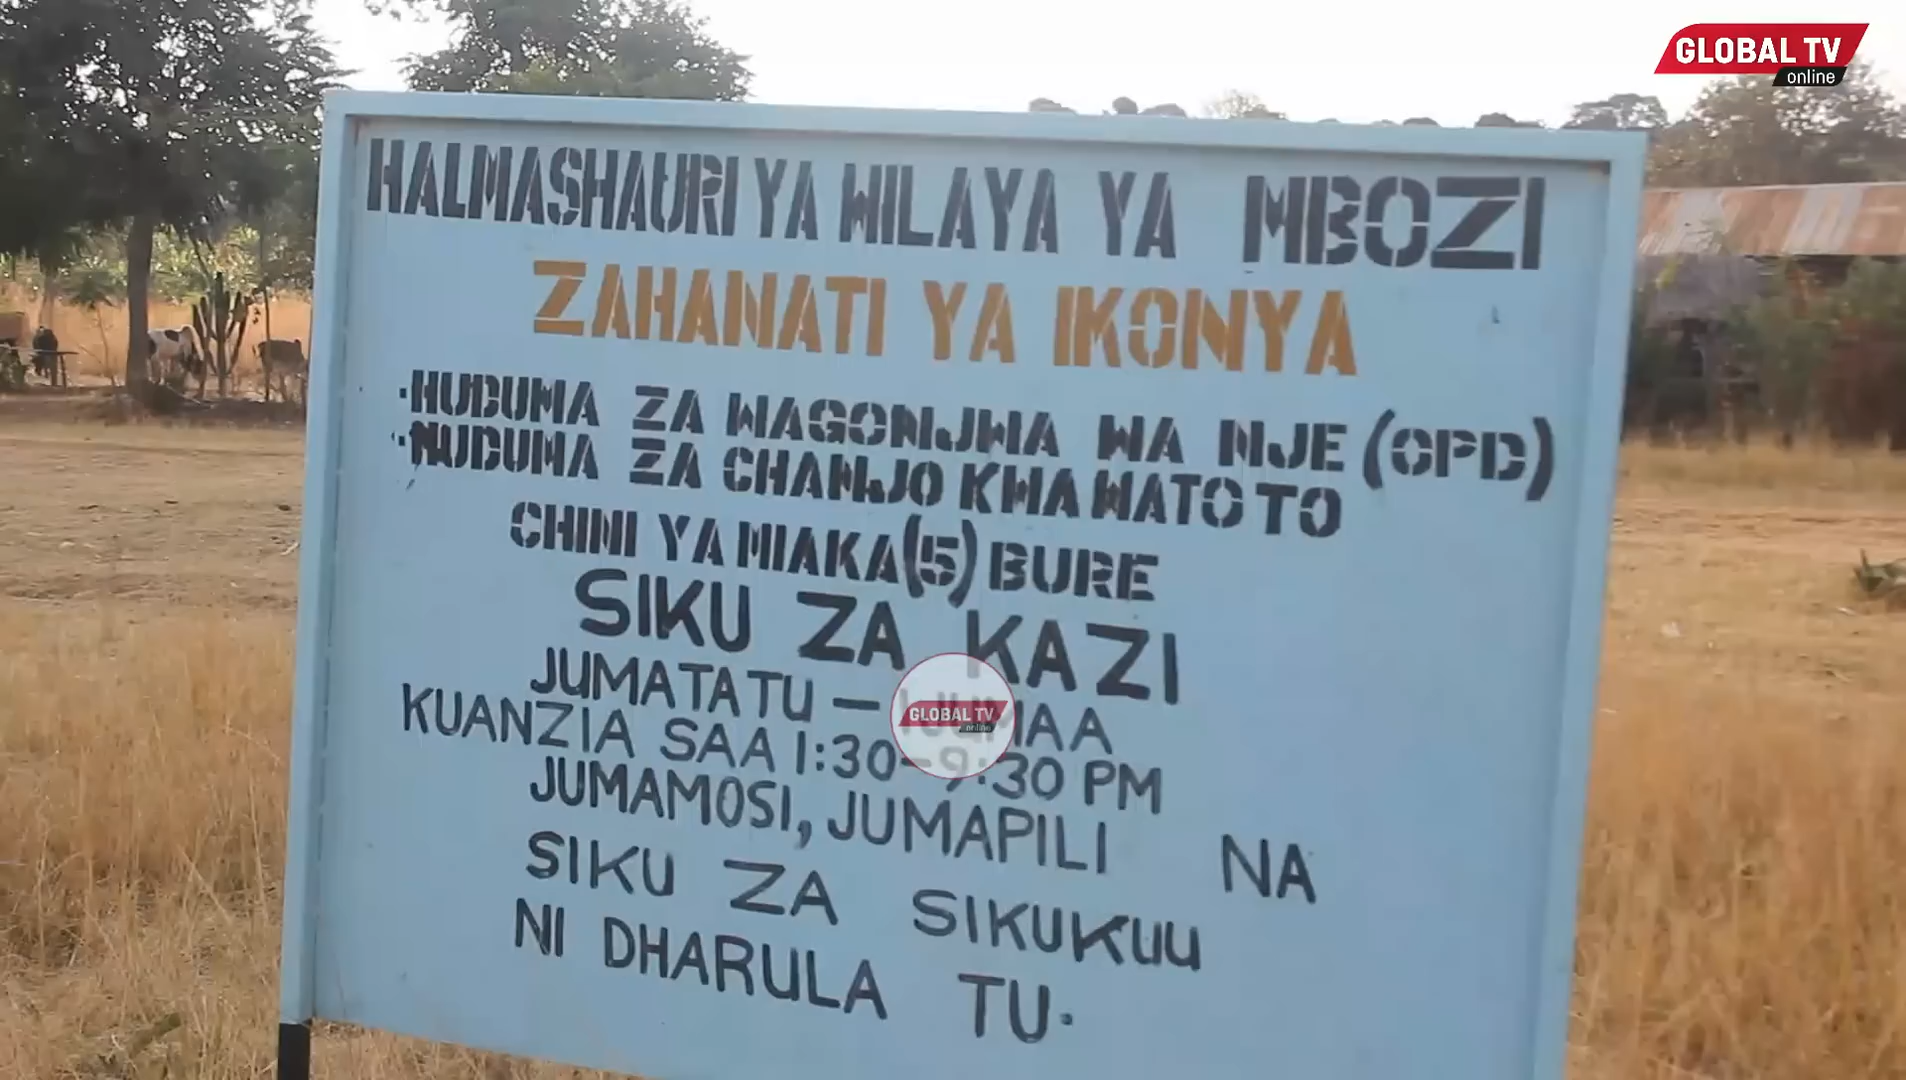 GLOBAL TV
online
HALMASHAURI YA WILAYA YA MBOZI
ZAHANATI YA IKONYA
·HUDUMA ZA WAGONJWA WA NJE (OPD)
·HUDUMA ZA CHANJO KWA WATOTO
CHINI YA MIAKA (5) BURE
SIKU ZA KAZI
JUMATATU – IJUMAA
KUANZIA SAA 1:30–9:30 PM
JUMAMOSI, JUMAPILI NA
SIKU ZA SIKUKUU
NI DHARULA TU.
GLOBAL TV
online